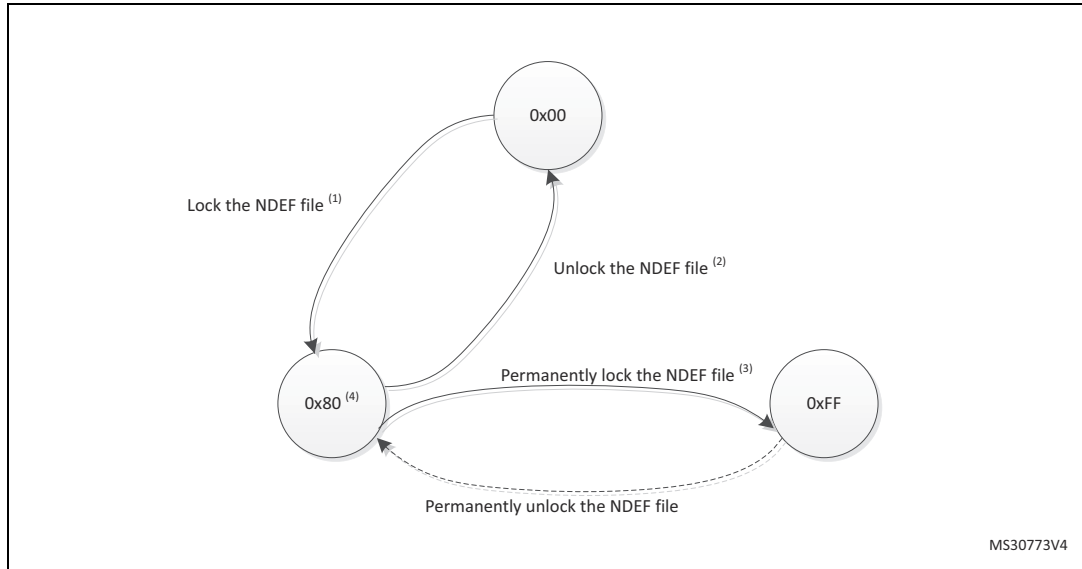 0x00
Lock the NDEF file (1)
Unlock the NDEF file (2)
Permanently lock the NDEF file (3)
0x80 (4)
0xFF
Permanently unlock the NDEF file
MS30773V4